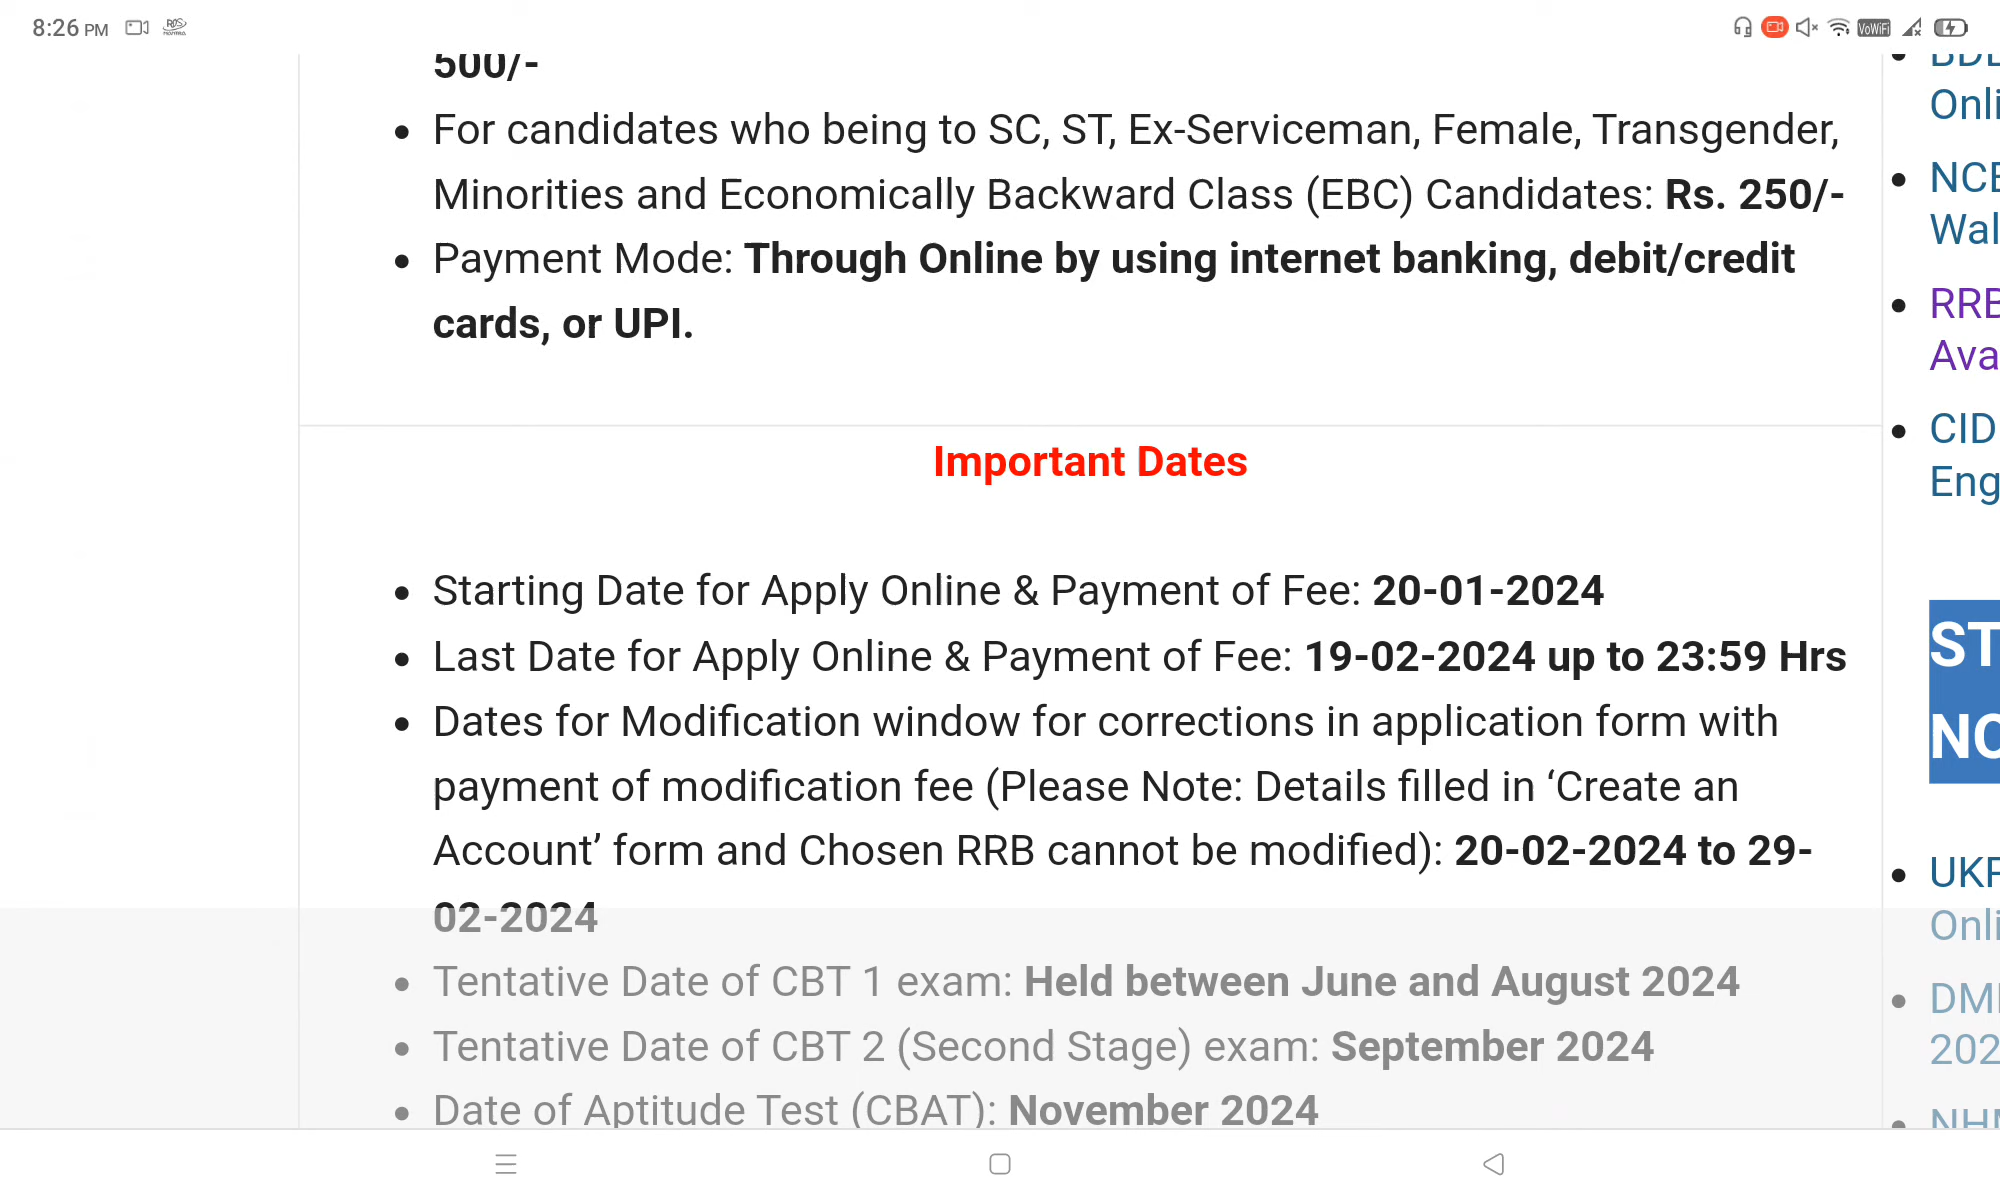 8:26 PM
VoWiFi
500/-
For candidates who being to SC, ST, Ex-Serviceman, Female, Transgender,
Minorities and Economically Backward Class (EBC) Candidates: Rs. 250/-
Payment Mode: Through Online by using internet banking, debit/credit
cards, or UPI.
Important Dates
Starting Date for Apply Online & Payment of Fee: 20-01-2024
Last Date for Apply Online & Payment of Fee: 19-02-2024 up to 23:59 Hrs
Dates for Modification window for corrections in application form with
payment of modification fee (Please Note: Details filled in ‘Create an
Account’ form and Chosen RRB cannot be modified): 20-02-2024 to 29-
02-2024
Tentative Date of CBT 1 exam: Held between June and August 2024
Tentative Date of CBT 2 (Second Stage) exam: September 2024
Date of Aptitude Test (CBAT): November 2024
Onli
Wal
RRB
Ava
CID
Eng
ST
NO
Onli
202